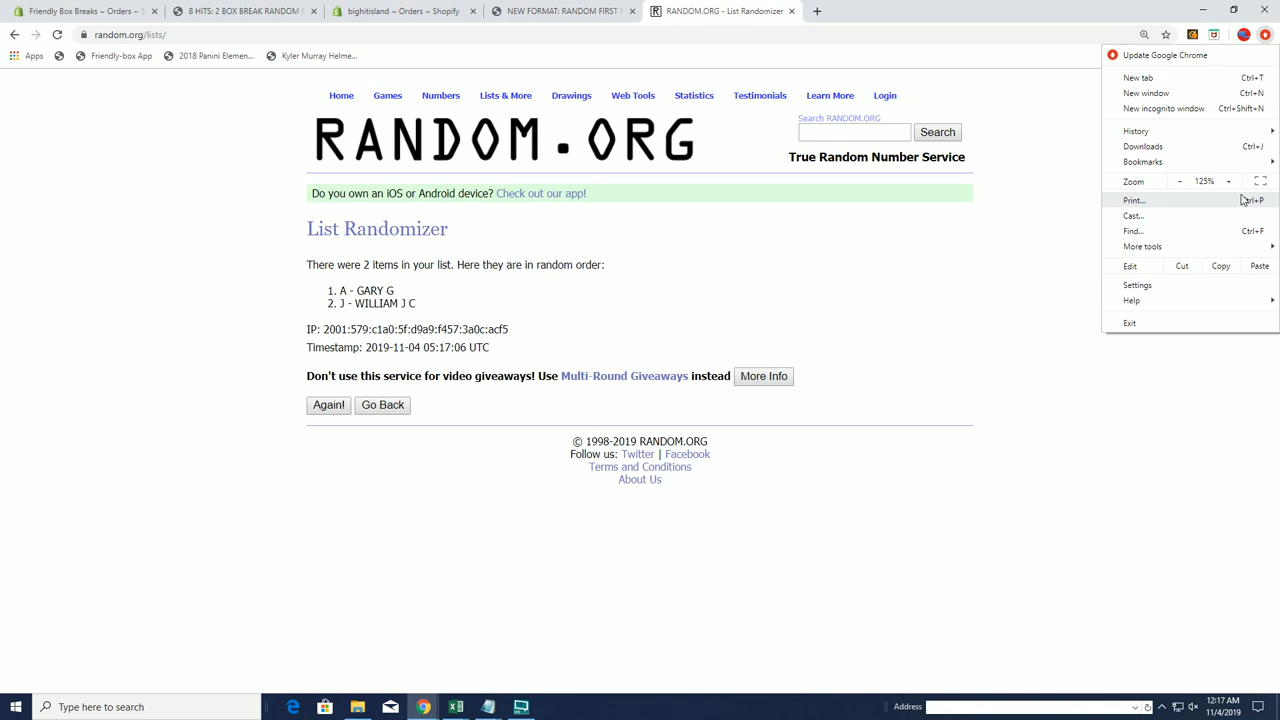 Friendly Box Breaks ~ Orders ~ S
8 HITS: 2 BOX BREAK RANDOM F
bighitisland ~ Orders ~ Shopify
NEW FORMAT: RANDOM FIRST N
RANDOM.ORG - List Randomizer
random.org/lists/
Apps
Friendly-box App
2018 Panini Elemen...
Kyler Murray Helme...
Update Google Chrome
New tab Ctrl+T
New window Ctrl+N
New incognito window Ctrl+Shift+N
History
Downloads Ctrl+J
Bookmarks
Zoom - 125% +
Print... Ctrl+P
Cast...
Find... Ctrl+F
More tools
Edit Cut Copy Paste
Settings
Help
Exit
Home Games Numbers Lists & More Drawings Web Tools Statistics Testimonials Learn More Login
RANDOM.ORG
Search RANDOM.ORG
Search
True Random Number Service
Do you own an iOS or Android device? Check out our app!
List Randomizer
There were 2 items in your list. Here they are in random order:
1. A - GARY G
2. J - WILLIAM J C
IP: 2001:579:c1a0:5f:d9a9:f457:3a0c:acf5
Timestamp: 2019-11-04 05:17:06 UTC
Don't use this service for video giveaways! Use Multi-Round Giveaways instead More Info
Again! Go Back
© 1998-2019 RANDOM.ORG
Follow us: Twitter | Facebook
Terms and Conditions
About Us
Type here to search
Address
12:17 AM
11/4/2019